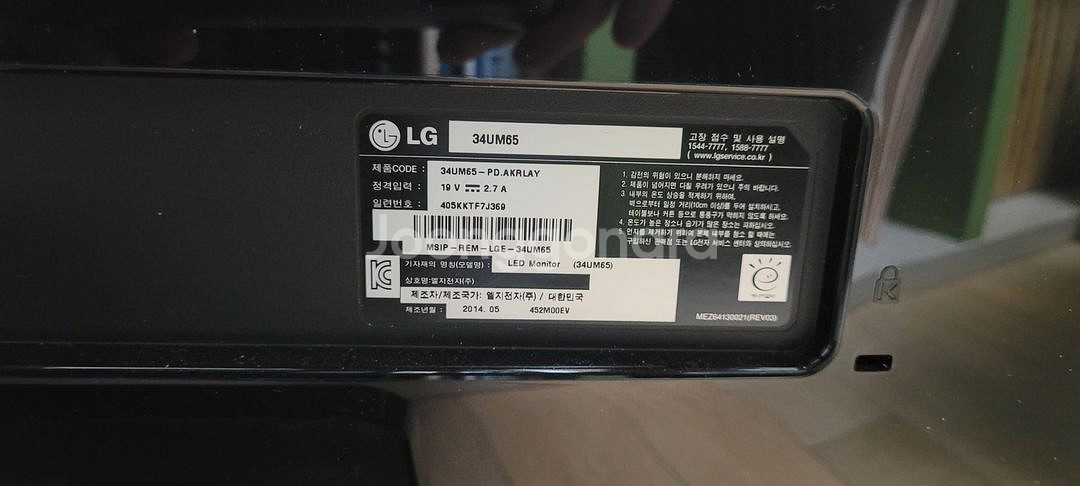 LG 34UM65
고장 접수 및 사용 설명
1544-7777, 1588-7777
( www.lgservice.co.kr )
제품CODE : 34UM65-PD.AKRLAY
정격입력 : 19 V 2.7 A
일련번호 : 405KKTF7J369
MSIP-REM-LGE-34UM65
기자재의 명칭(모델명) : LED Monitor (34UM65)
상호명:엘지전자(주)
제조자/제조국가: 엘지전자(주) / 대한민국
제조년월 : 2014. 05 452M00EV
1. 감전의 위험이 있으니 분해하지 마세요.
2. 제품이 넘어지면 다칠 우려가 있으니 주의 바랍니다.
3. 내부의 온도 상승을 적게하기 위하여,
벽으로부터 일정 거리(10cm 이상)를 두어 설치하시고,
테이블보나 커튼 등으로 통풍구가 막히지 않도록 하세요.
4. 온도가 높은 장소나 습기가 많은 장소는 피하십시오.
5. 먼지를 제거하기 위하여 본체 내부를 청소 할 때에는
구입하신 판매점 또는 LG전자 서비스 센터와 상의하십시오.
MEZ64130021(REV03)
Joonggonara
K